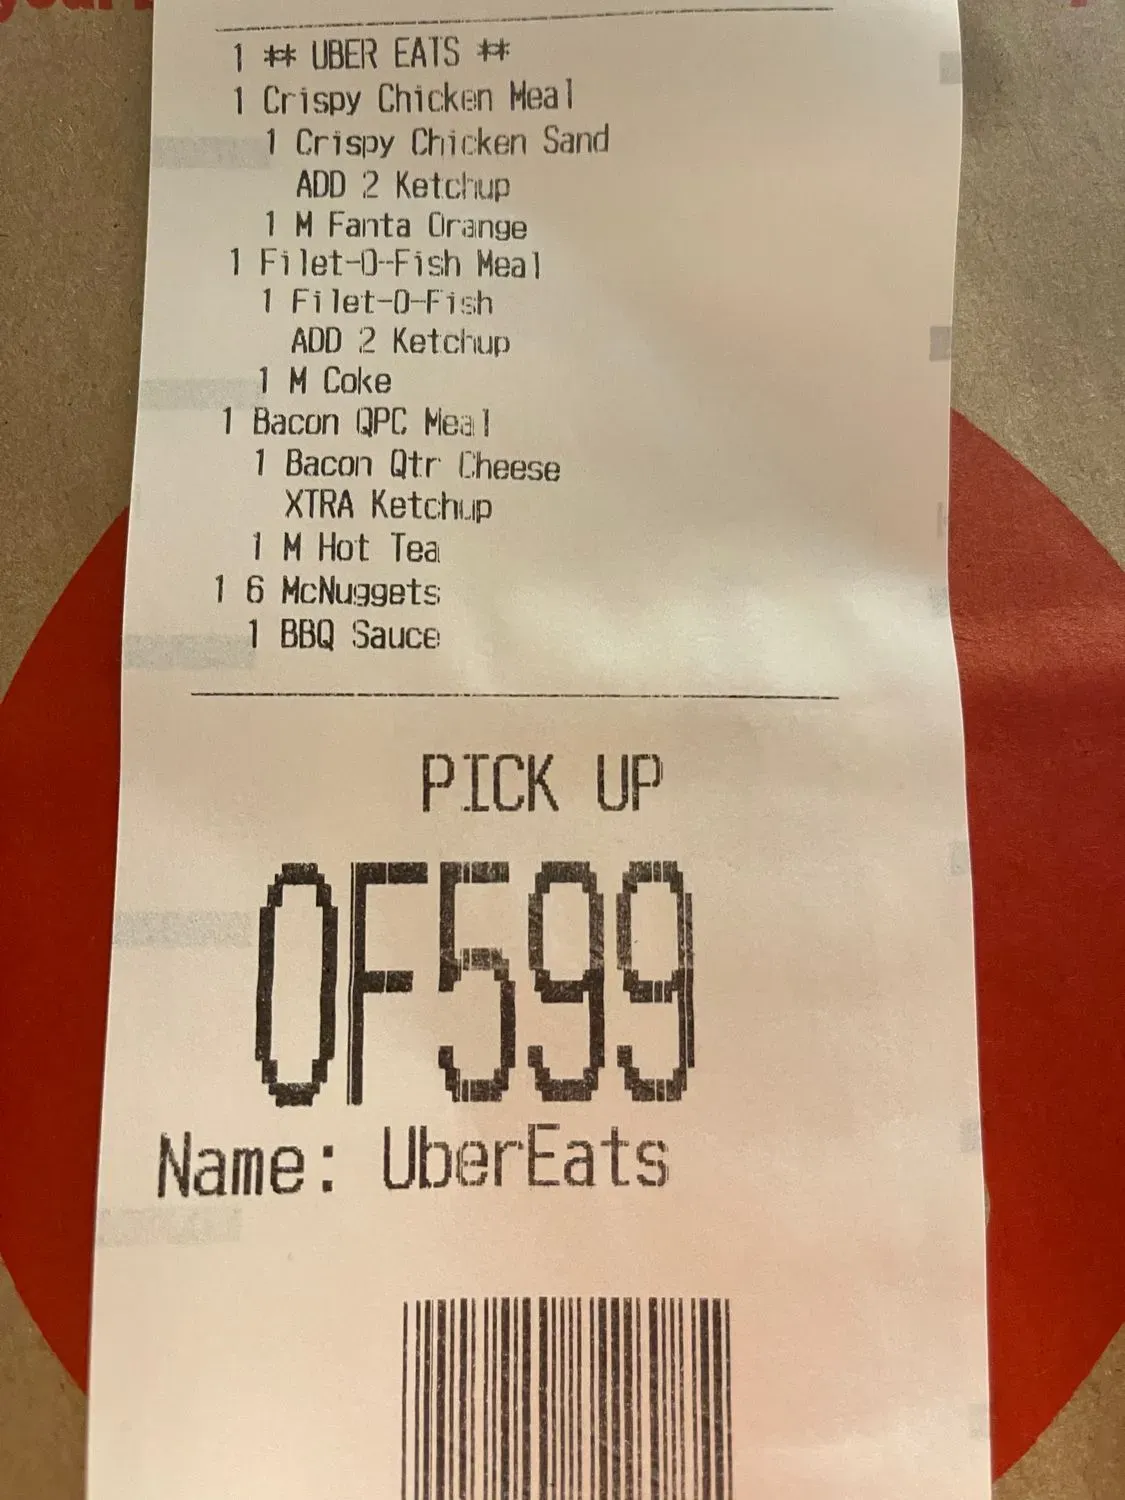 1 ** UBER EATS **
1 Crispy Chicken Meal
1 Crispy Chicken Sand
ADD 2 Ketchup
1 M Fanta Orange
1 Filet-O-Fish Meal
1 Filet-O-Fish
ADD 2 Ketchup
1 M Coke
1 Bacon QPC Meal
1 Bacon Qtr Cheese
XTRA Ketchup
1 M Hot Tea
1 6 McNuggets
1 BBQ Sauce
PICK UP
OF599
Name: UberEats